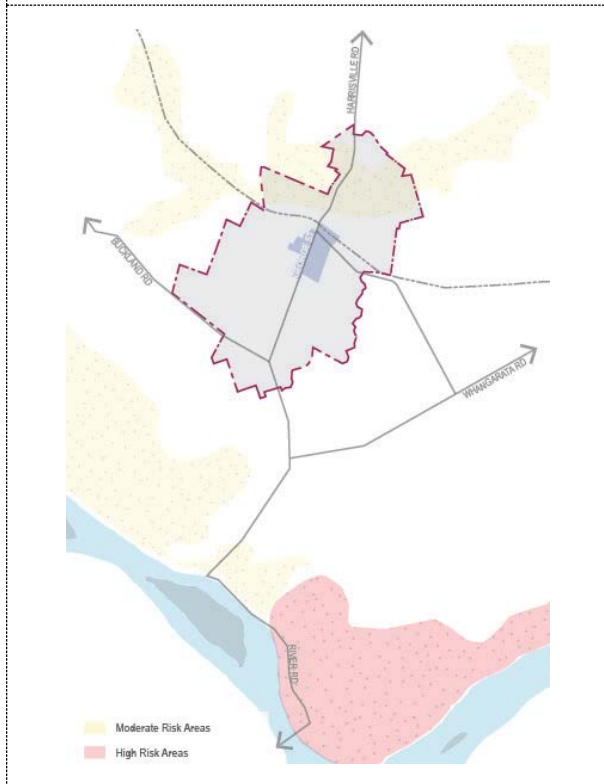 HARRISVILLE RD
BUCKLAND RD
WHANGARATA RD
RIVER RD
Moderate Risk Areas
High Risk Areas